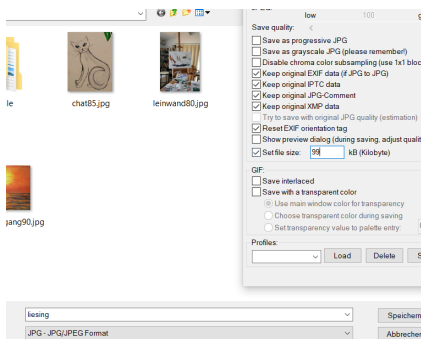 low 100
Save quality: <
Save as progressive JPG
Save as grayscale JPG (please remember!)
Disable chroma color subsampling (use 1x1 bloc
Keep original EXIF data (if JPG to JPG)
Keep original IPTC data
Keep original JPG-Comment
Keep original XMP data
Try to save with original JPG quality (estimation)
Reset EXIF orientation tag
Show preview dialog (during saving, adjust qualit
Set file size: 99 kB (Kilobyte)
GIF:
Save interlaced
Save with a transparent color
Use main window color for transparency
Choose transparent color during saving
Set transparency value to palette entry:
Profiles:
Load Delete S
le chat85.jpg leinwand80.jpg
gang90.jpg
liesing Speichern
JPG - JPG/JPEG Format Abbrechen